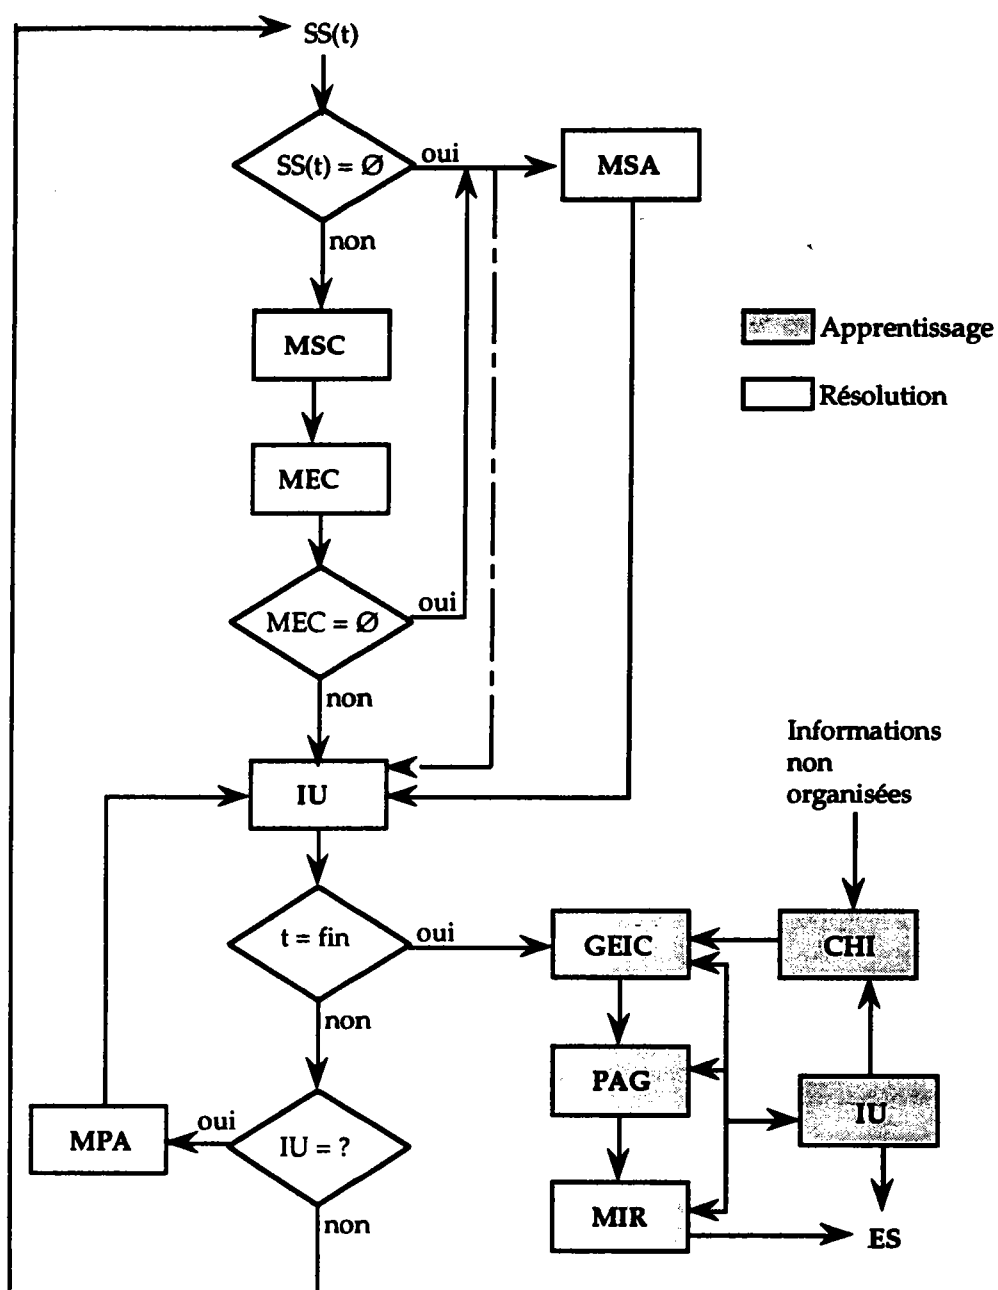 SS(t)
SS(t) = Ø
oui
MSA
non
MSC
Apprentissage
Résolution
MEC
MEC = Ø
oui
non
Informations
non
organisées
IU
t = fin
oui
GEIC
CHI
non
PAG
IU
MPA
oui
IU = ?
non
MIR
ES